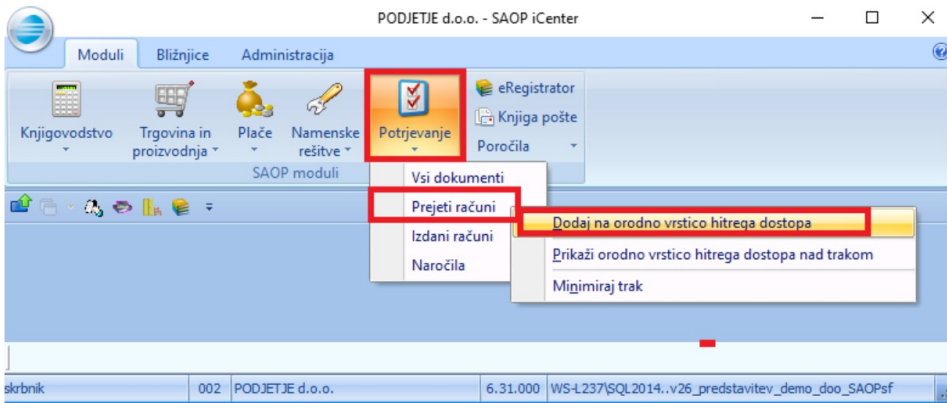 PODJETJE d.o.o. - SAOP iCenter
Moduli Bližnjice Administracija
Knjigovodstvo
Trgovina in
proizvodnja
Plače
Namenske
rešitve
Potrjevanje
eRegistrator
Knjiga pošte
Poročila
SAOP moduli
Vsi dokumenti
Prejeti računi
Izdani računi
Naročila
Dodaj na orodno vrstico hitrega dostopa
Prikaži orodno vrstico hitrega dostopa nad trakom
Minimiraj trak
skrbnik 002 PODJETJE d.o.o. 6.31.000 WS-L237\SQL2014..v26_predstavitev_demo_doo_SAOPsf